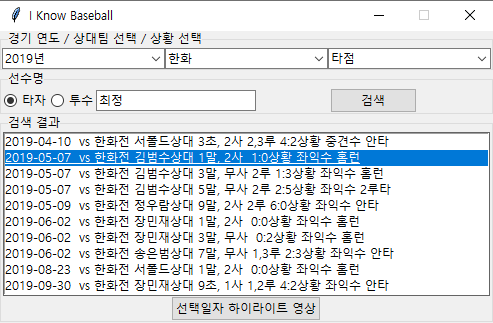 I Know Baseball
경기 연도 / 상대팀 선택 / 상황 선택
2019년 한화 타점
선수명
타자 투수 최정 검색
검색 결과
2019-04-10 vs 한화전 서폴드상대 3초, 2사 2,3루 4:2상황 중견수 안타
2019-05-07 vs 한화전 김범수상대 1말, 2사 1:0상황 좌익수 홈런
2019-05-07 vs 한화전 김범수상대 3말, 무사 2루 1:3상황 좌익수 홈런
2019-05-07 vs 한화전 김범수상대 5말, 무사 2루 2:5상황 좌익수 2루타
2019-05-09 vs 한화전 정우람상대 9말, 2사 2루 6:0상황 좌익수 안타
2019-06-02 vs 한화전 장민재상대 1말, 2사 0:0상황 좌익수 홈런
2019-06-02 vs 한화전 장민재상대 3말, 무사 0:2상황 좌익수 홈런
2019-06-02 vs 한화전 송은범상대 7말, 무사 1,3루 2:3상황 좌익수 안타
2019-08-23 vs 한화전 서폴드상대 1말, 2사 0:0상황 좌익수 홈런
2019-09-30 vs 한화전 장민재상대 9초, 1사 1,2루 4:2상황 좌익수 홈런
선택일자 하이라이트 영상